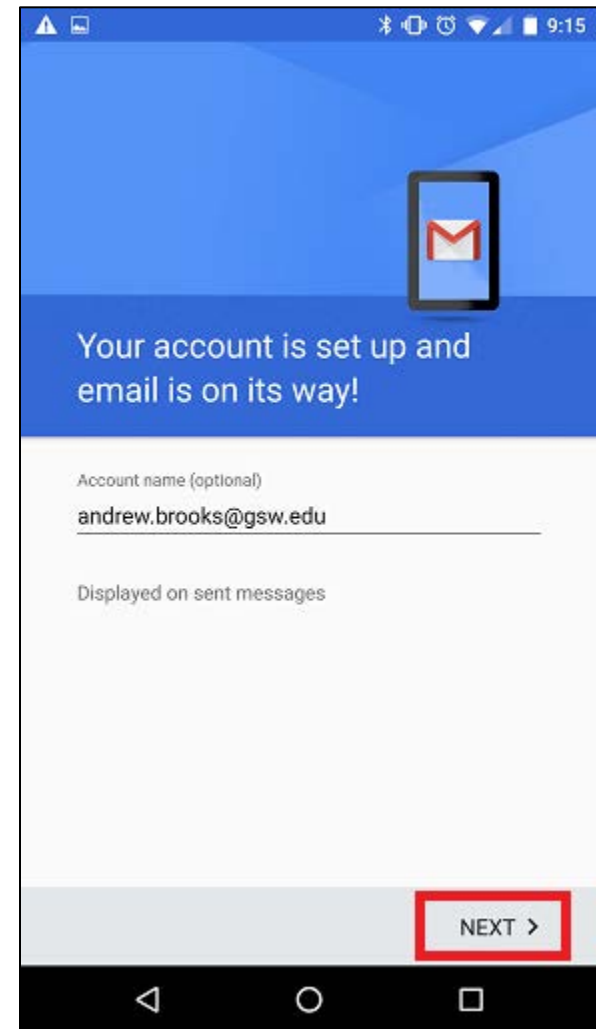 9:15
Your account is set up and
email is on its way!
Account name (optional)
andrew.brooks@gsw.edu
Displayed on sent messages
NEXT >